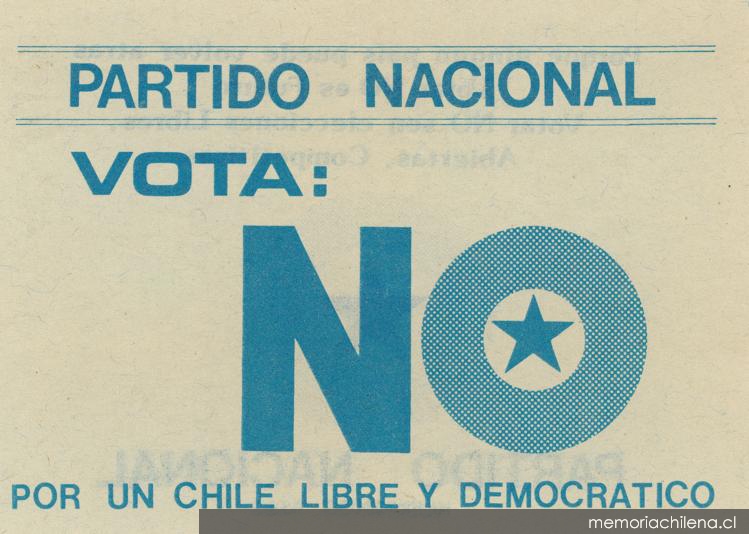 PARTIDO NACIONAL
VOTA:
NO
POR UN CHILE LIBRE Y DEMOCRATICO
memoriachilena.cl